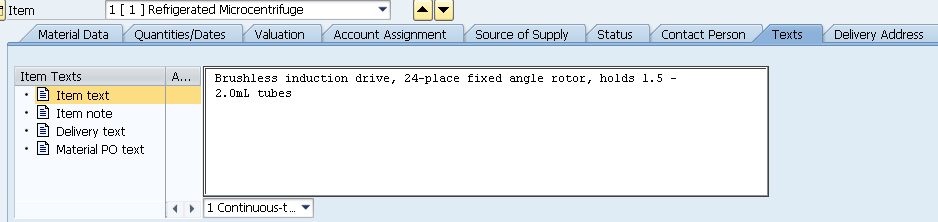 Item 1 [ 1 ] Refrigerated Microcentrifuge
Material Data Quantities/Dates Valuation Account Assignment Source of Supply Status Contact Person Texts Delivery Address
Item Texts A...
Item text
Item note
Delivery text
Material PO text
Brushless induction drive, 24-place fixed angle rotor, holds 1.5 -
2.0mL tubes
1 Continuous-t...